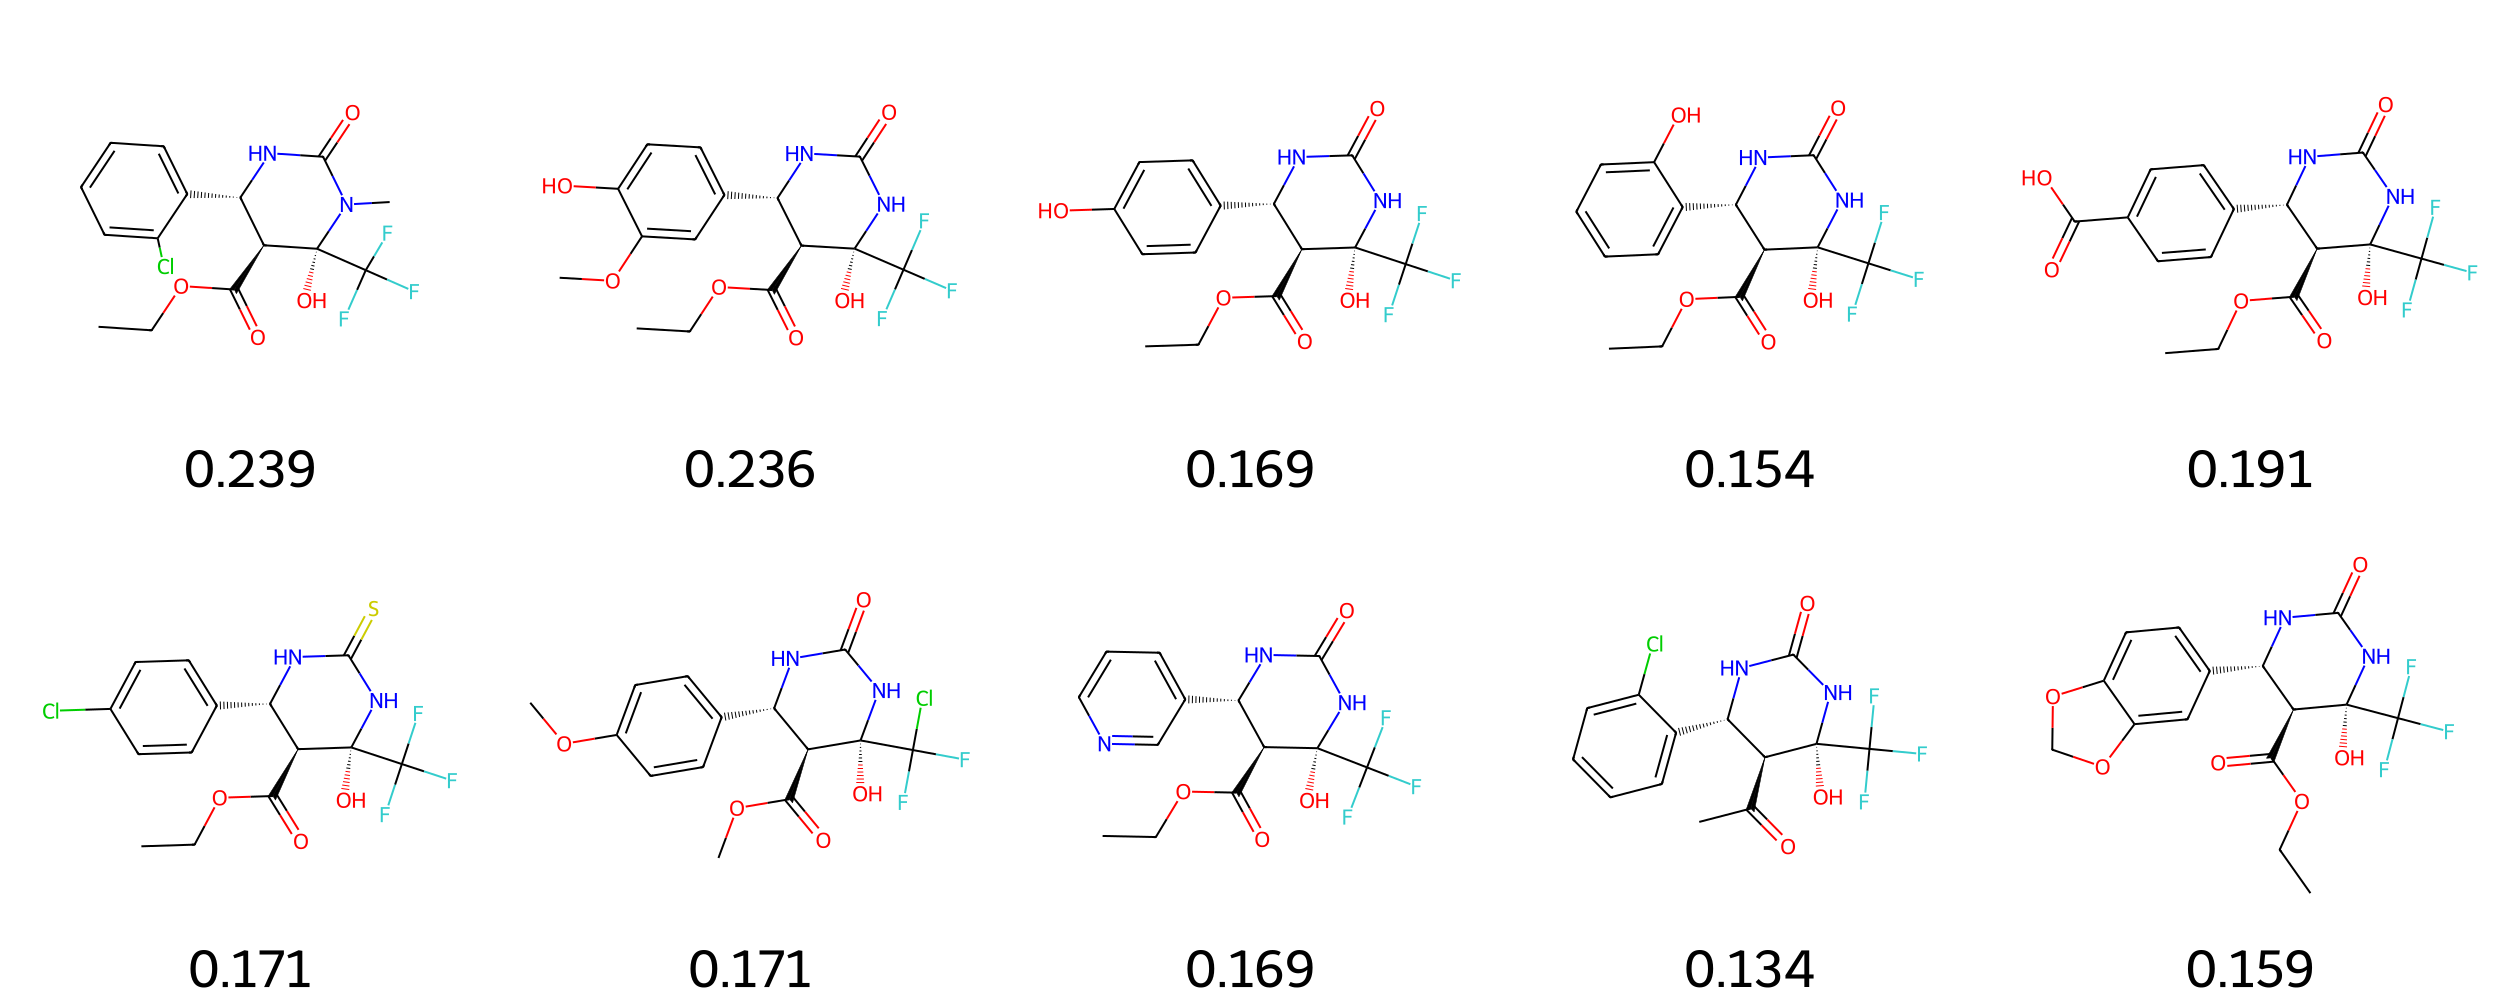 O HN N Cl O O OH F F F
O HN NH HO O O O OH F F F
O HN NH HO O O OH F F F
OH O HN NH O O OH F F F
O HN NH HO O O O OH F F F
0.239 0.236 0.169 0.154 0.191
S HN NH Cl O O OH F F F
O HN NH Cl O O O OH F F
O HN NH N O O OH F F F
O Cl HN NH O OH F F F
O HN NH O O O O OH F F F
0.171 0.171 0.169 0.134 0.159